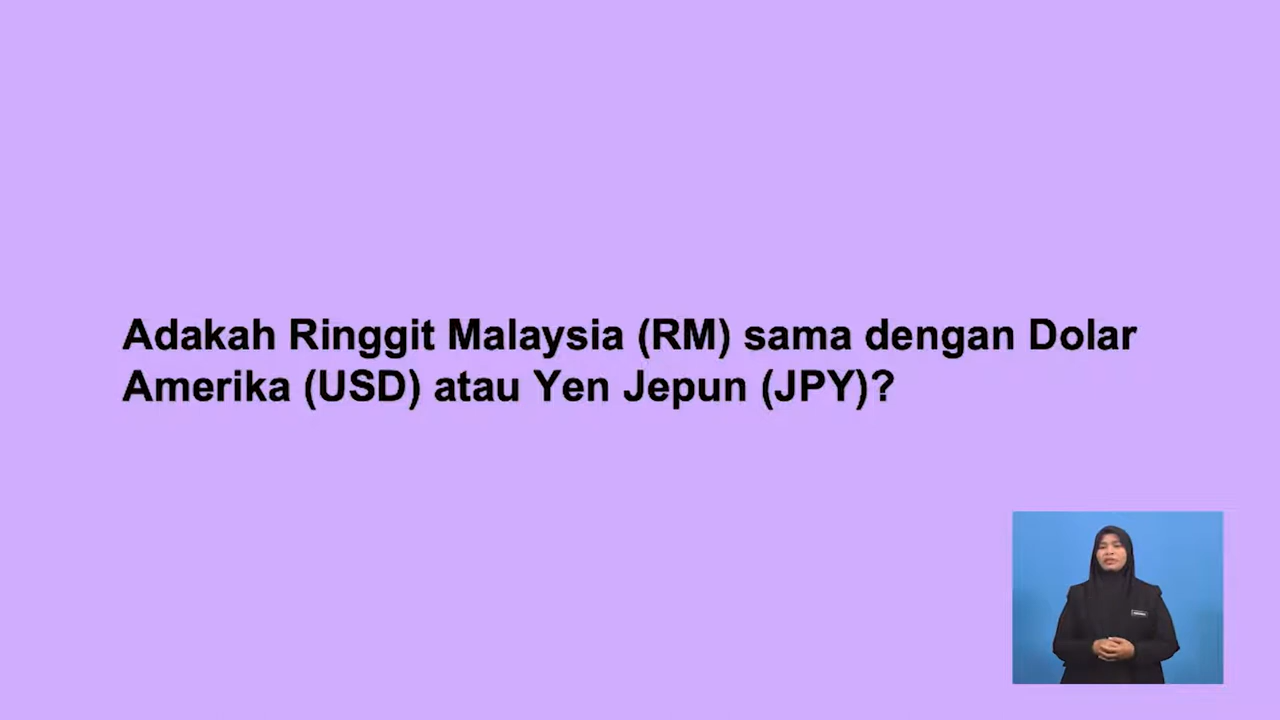 Adakah Ringgit Malaysia (RM) sama dengan Dolar
Amerika (USD) atau Yen Jepun (JPY)?